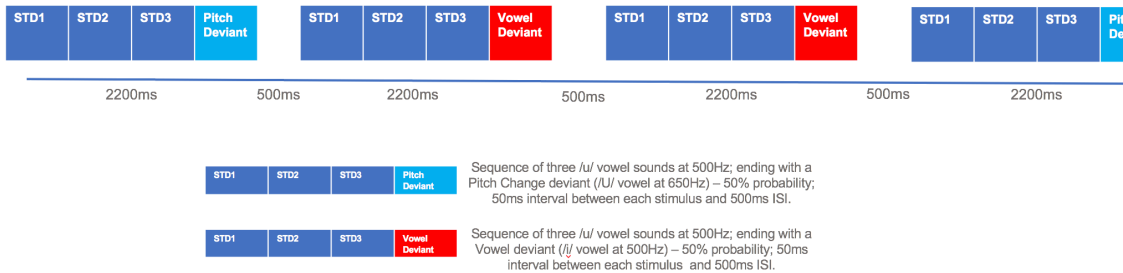 STD1 STD2 STD3 Pitch Deviant STD1 STD2 STD3 Vowel Deviant STD1 STD2 STD3 Vowel Deviant STD1 STD2 STD3
2200ms 500ms 2200ms 500ms 2200ms 500ms 2200ms
STD1 STD2 STD3 Pitch Deviant
Sequence of three /u/ vowel sounds at 500Hz; ending with a
Pitch Change deviant (/U/ vowel at 650Hz) – 50% probability;
50ms interval between each stimulus and 500ms ISI.
STD1 STD2 STD3 Vowel Deviant
Sequence of three /u/ vowel sounds at 500Hz; ending with a
Vowel deviant (/i/ vowel at 500Hz) – 50% probability; 50ms
interval between each stimulus and 500ms ISI.